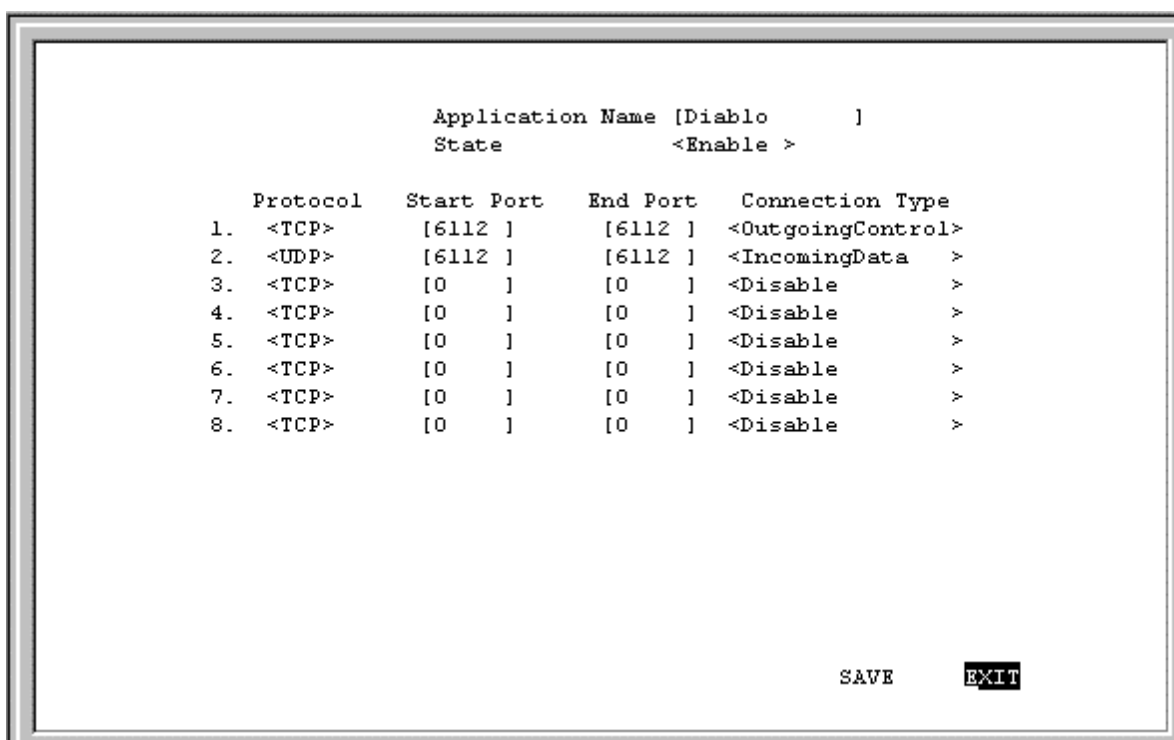 Application Name [Diablo ]
State <Enable >
Protocol Start Port End Port Connection Type
1. <TCP> [6112 ] [6112 ] <OutgoingControl>
2. <UDP> [6112 ] [6112 ] <IncomingData >
3. <TCP> [0 ] [0 ] <Disable >
4. <TCP> [0 ] [0 ] <Disable >
5. <TCP> [0 ] [0 ] <Disable >
6. <TCP> [0 ] [0 ] <Disable >
7. <TCP> [0 ] [0 ] <Disable >
8. <TCP> [0 ] [0 ] <Disable >
SAVE EXIT